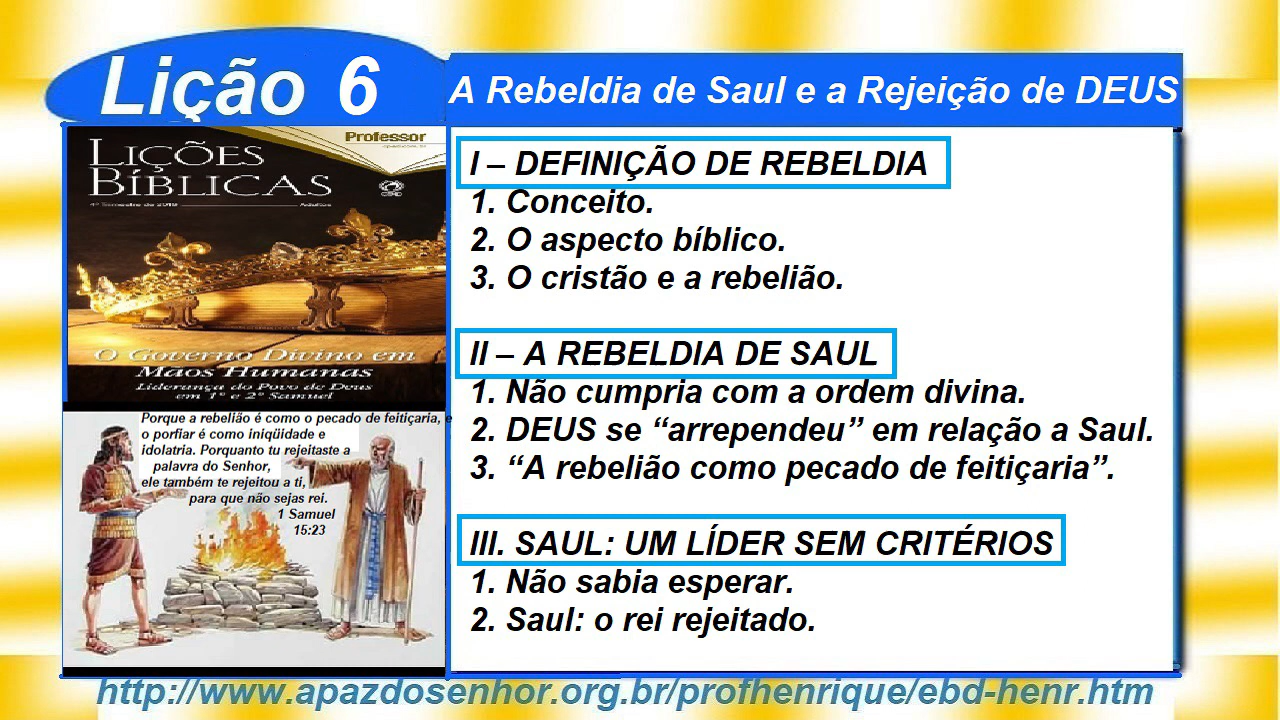 Lição 6
A Rebeldia de Saul e a Rejeição de DEUS
Professor
LIÇÕES
BÍBLICAS
Adultos
O Governo Divino em
Mãos Humanas
Liderança do Povo de Deus
em 1º e 2º Samuel
Porque a rebelião é como o pecado de feitiçaria, e
o porfiar é como iniqüidade e
idolatria. Porquanto tu rejeitaste a
palavra do Senhor,
ele também te rejeitou a ti,
para que não sejas rei.
1 Samuel
15:23
I – DEFINIÇÃO DE REBELDIA
1. Conceito.
2. O aspecto bíblico.
3. O cristão e a rebelião.
II – A REBELDIA DE SAUL
1. Não cumpria com a ordem divina.
2. DEUS se “arrependeu” em relação a Saul.
3. “A rebelião como pecado de feitiçaria”.
III. SAUL: UM LÍDER SEM CRITÉRIOS
1. Não sabia esperar.
2. Saul: o rei rejeitado.
http://www.apazdosenhor.org.br/profhenrique/ebd-henr.htm